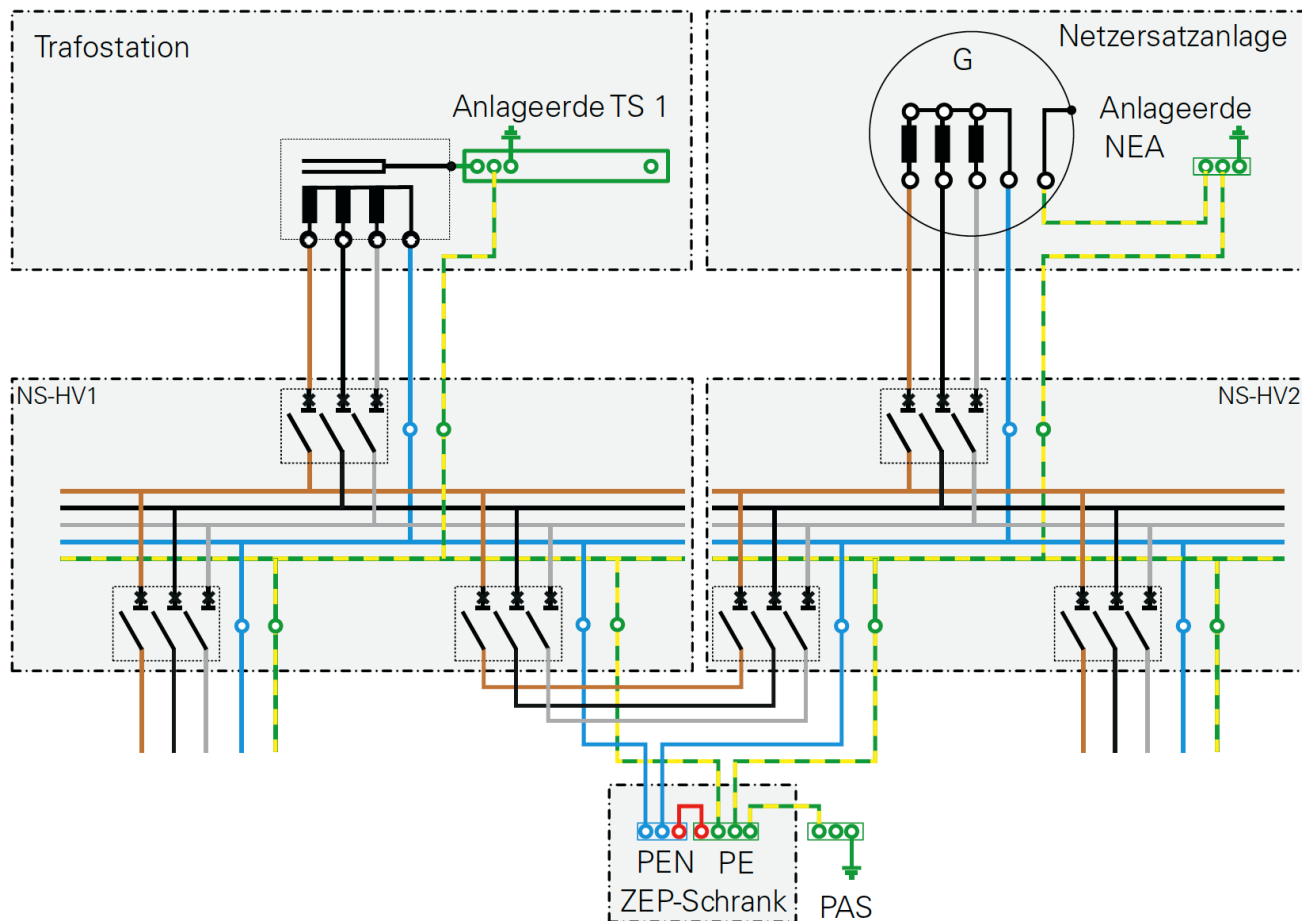 Trafostation
Anlageerde TS 1
Netzersatzanlage
G
Anlageerde
NEA
NS-HV1
NS-HV2
PEN
PE
ZEP-Schrank
PAS